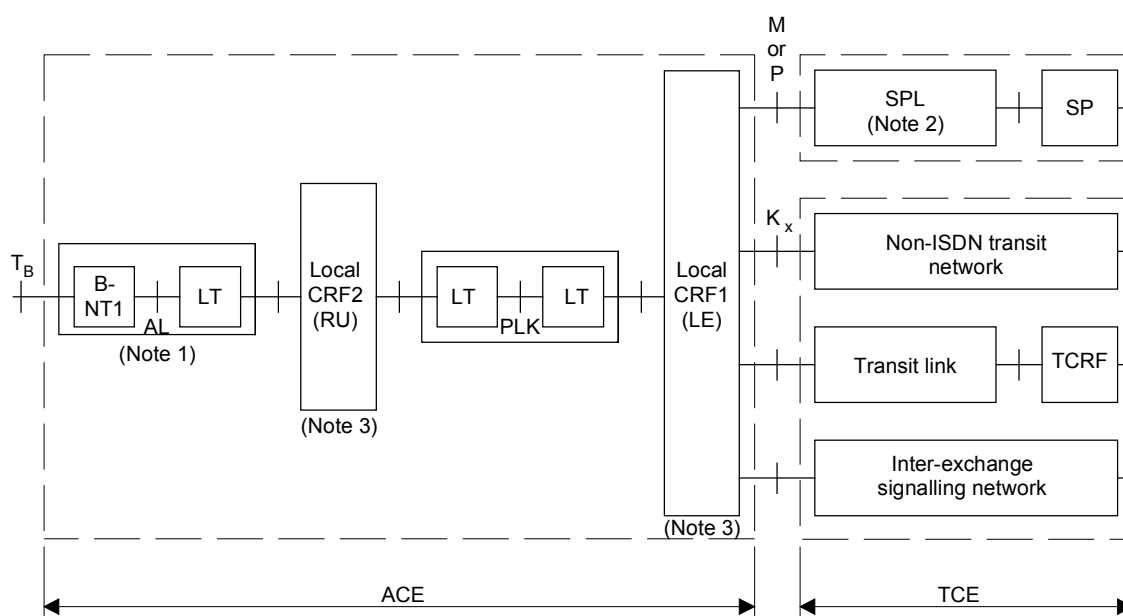 M
or
P
SPL
(Note 2)
SP
K x
Non-ISDN transit
network
T B
B-
NT1
LT
AL
(Note 1)
Local
CRF2
(RU)
(Note 3)
LT
LT
PLK
Local
CRF1
(LE)
(Note 3)
Transit link
TCRF
Inter-exchange
signalling network
ACE
TCE